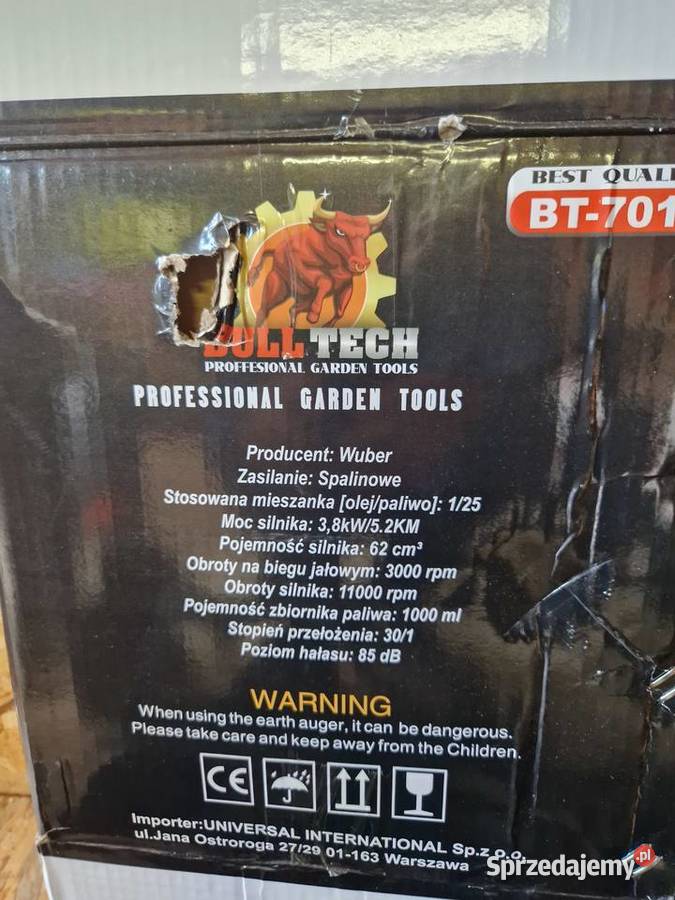 BEST QUALI
BT-701
BULL TECH
PROFFESIONAL GARDEN TOOLS
PROFESSIONAL GARDEN TOOLS
Producent: Wuber
Zasilanie: Spalinowe
Stosowana mieszanka [olej/paliwo]: 1/25
Moc silnika: 3,8kW/5.2KM
Pojemność silnika: 62 cm³
Obroty na biegu jałowym: 3000 rpm
Obroty silnika: 11000 rpm
Pojemność zbiornika paliwa: 1000 ml
Stopień przełożenia: 30/1
Poziom hałasu: 85 dB
WARNING
When using the earth auger, it can be dangerous.
Please take care and keep away from the Children.
CE
Importer:UNIVERSAL INTERNATIONAL Sp.z o.o.
ul.Jana Ostroroga 27/29 01-163 Warszawa
Sprzedajemy.pl